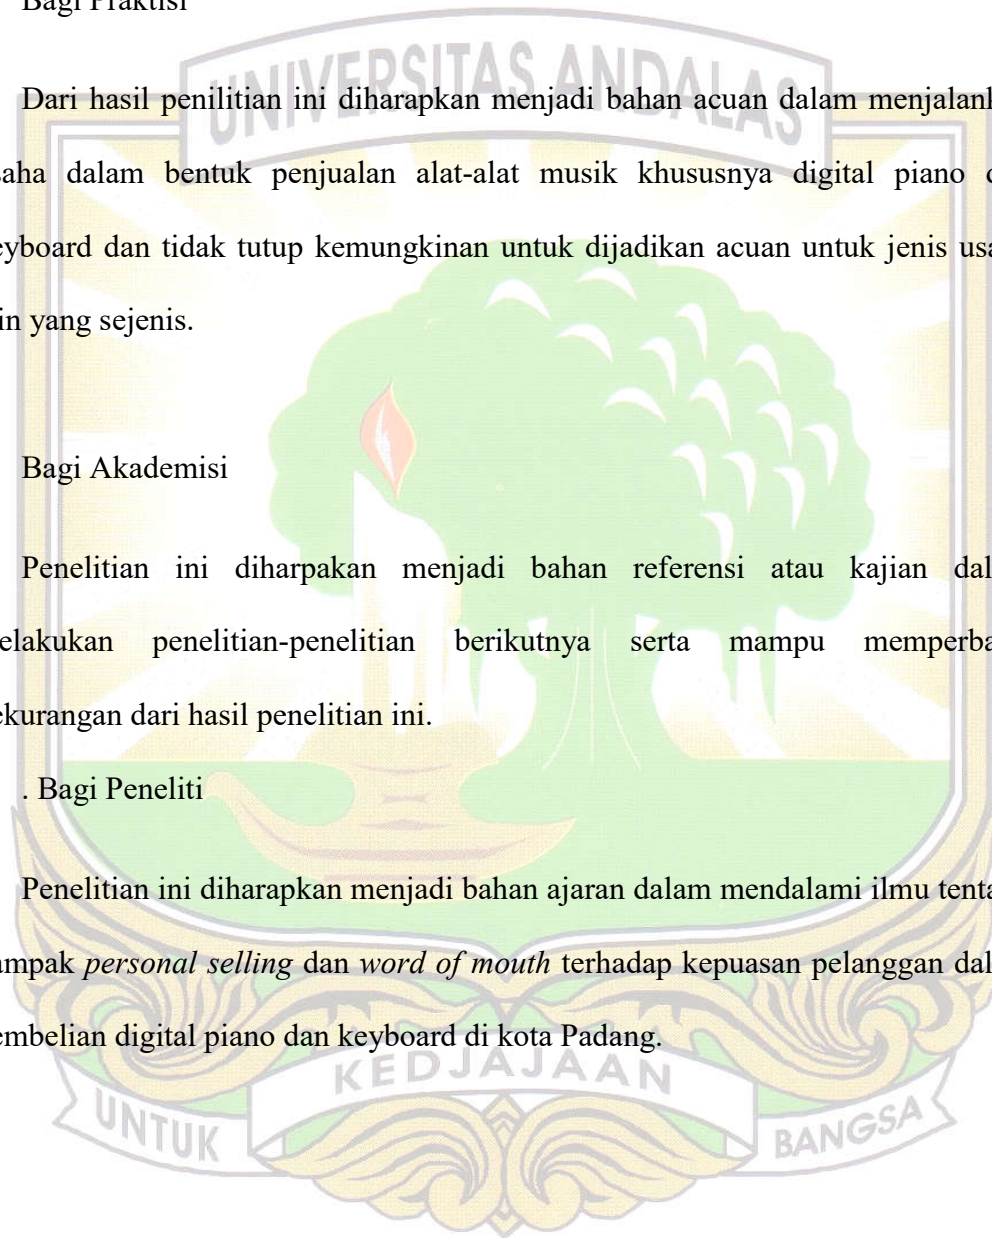 Bagi Praktisi
UNIVERSITAS ANDALAS
Dari hasil penilitian ini diharapkan menjadi bahan acuan dalam menjalank
saha dalam bentuk penjualan alat-alat musik khususnya digital piano d
eyboard dan tidak tutup kemungkinan untuk dijadikan acuan untuk jenis usa
in yang sejenis.
Bagi Akademisi
Penelitian ini diharpakan menjadi bahan referensi atau kajian dal
elakukan penelitian-penelitian berikutnya serta mampu memperba
ekurangan dari hasil penelitian ini.
. Bagi Peneliti
Penelitian ini diharapkan menjadi bahan ajaran dalam mendalami ilmu tenta
ampak personal selling dan word of mouth terhadap kepuasan pelanggan dal
embelian digital piano dan keyboard di kota Padang.
UNTUK KEDJAJAAN BANGSA